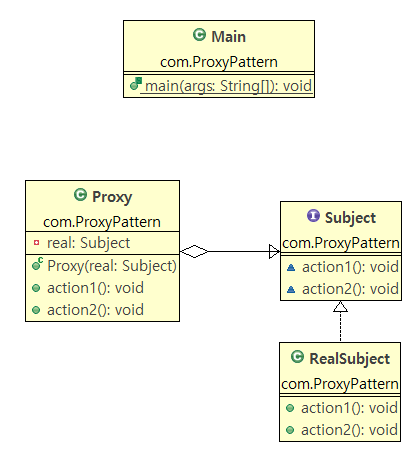 Main
com.ProxyPattern
main(args: String[]): void
Proxy
com.ProxyPattern
real: Subject
Proxy(real: Subject)
action1(): void
action2(): void
Subject
com.ProxyPattern
action1(): void
action2(): void
RealSubject
com.ProxyPattern
action1(): void
action2(): void